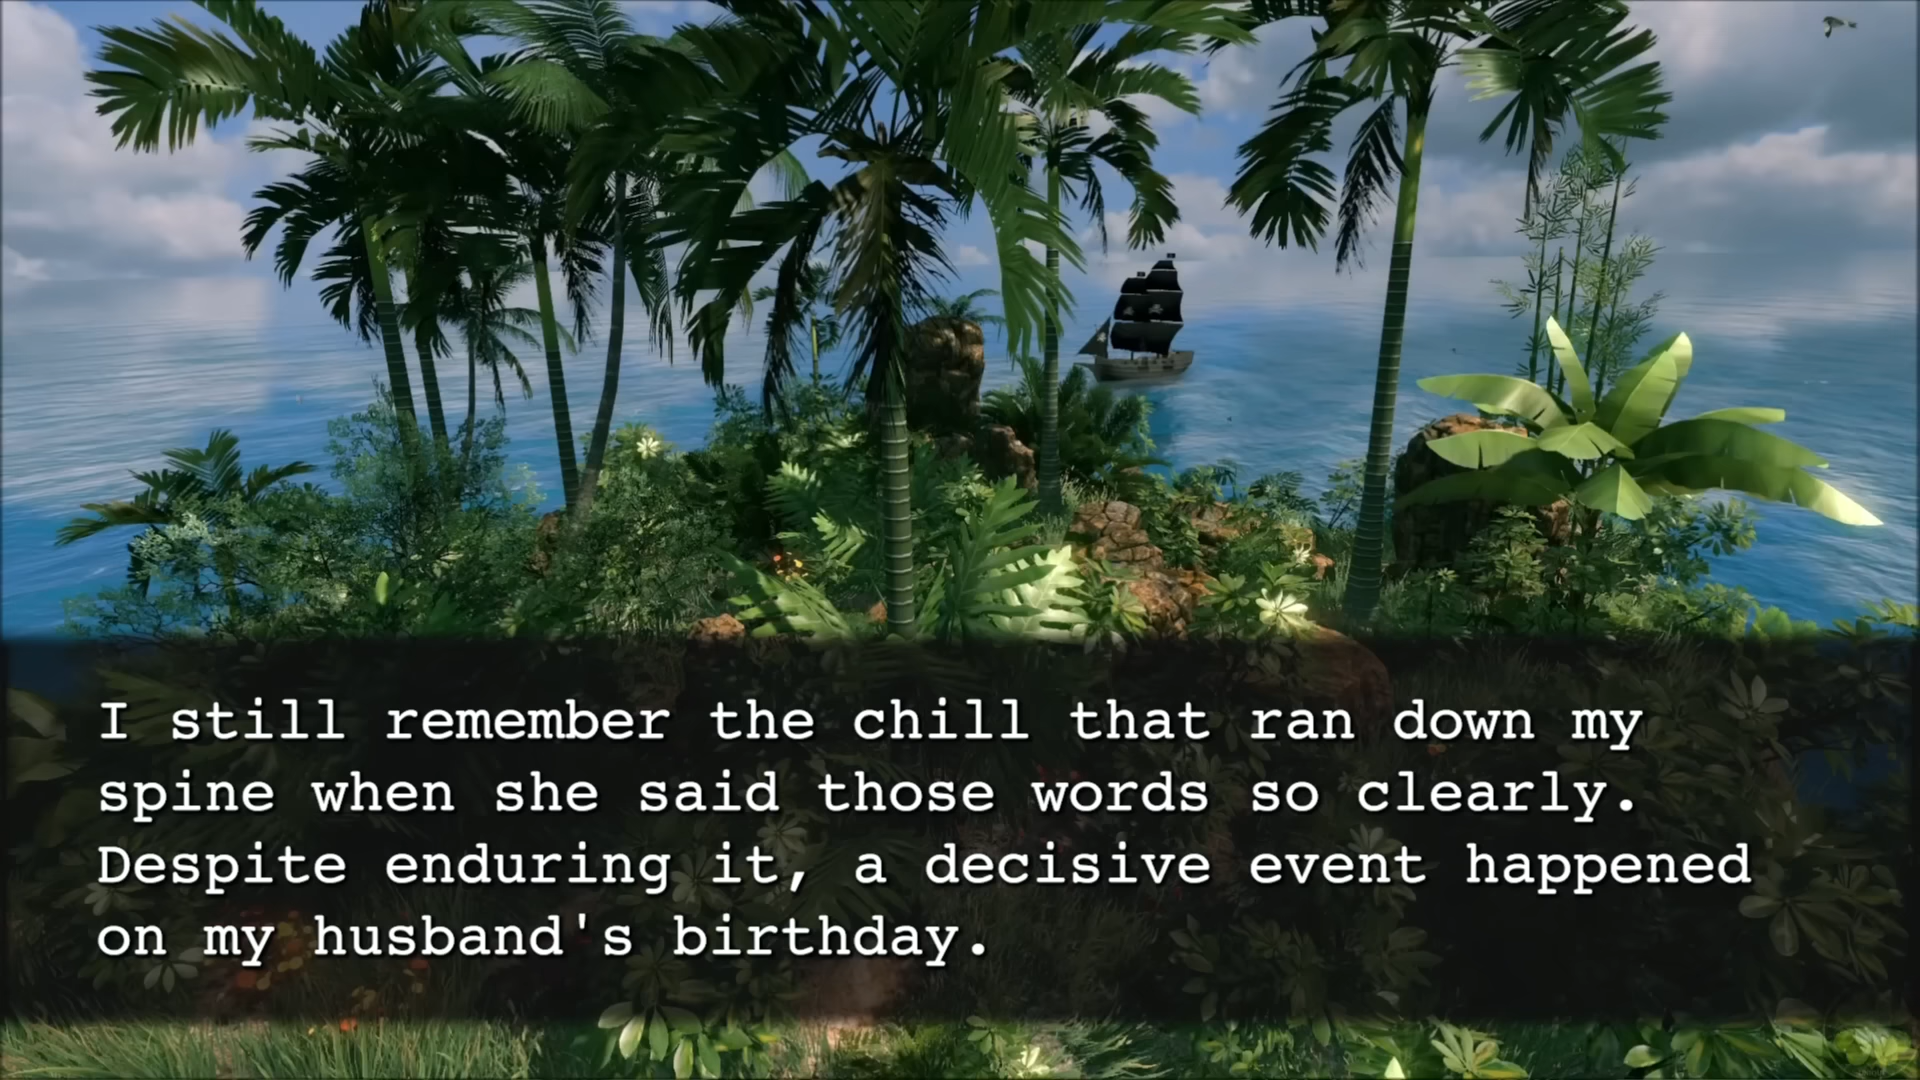 I still remember the chill that ran down my
spine when she said those words so clearly.
Despite enduring it, a decisive event happened
on my husband's birthday.